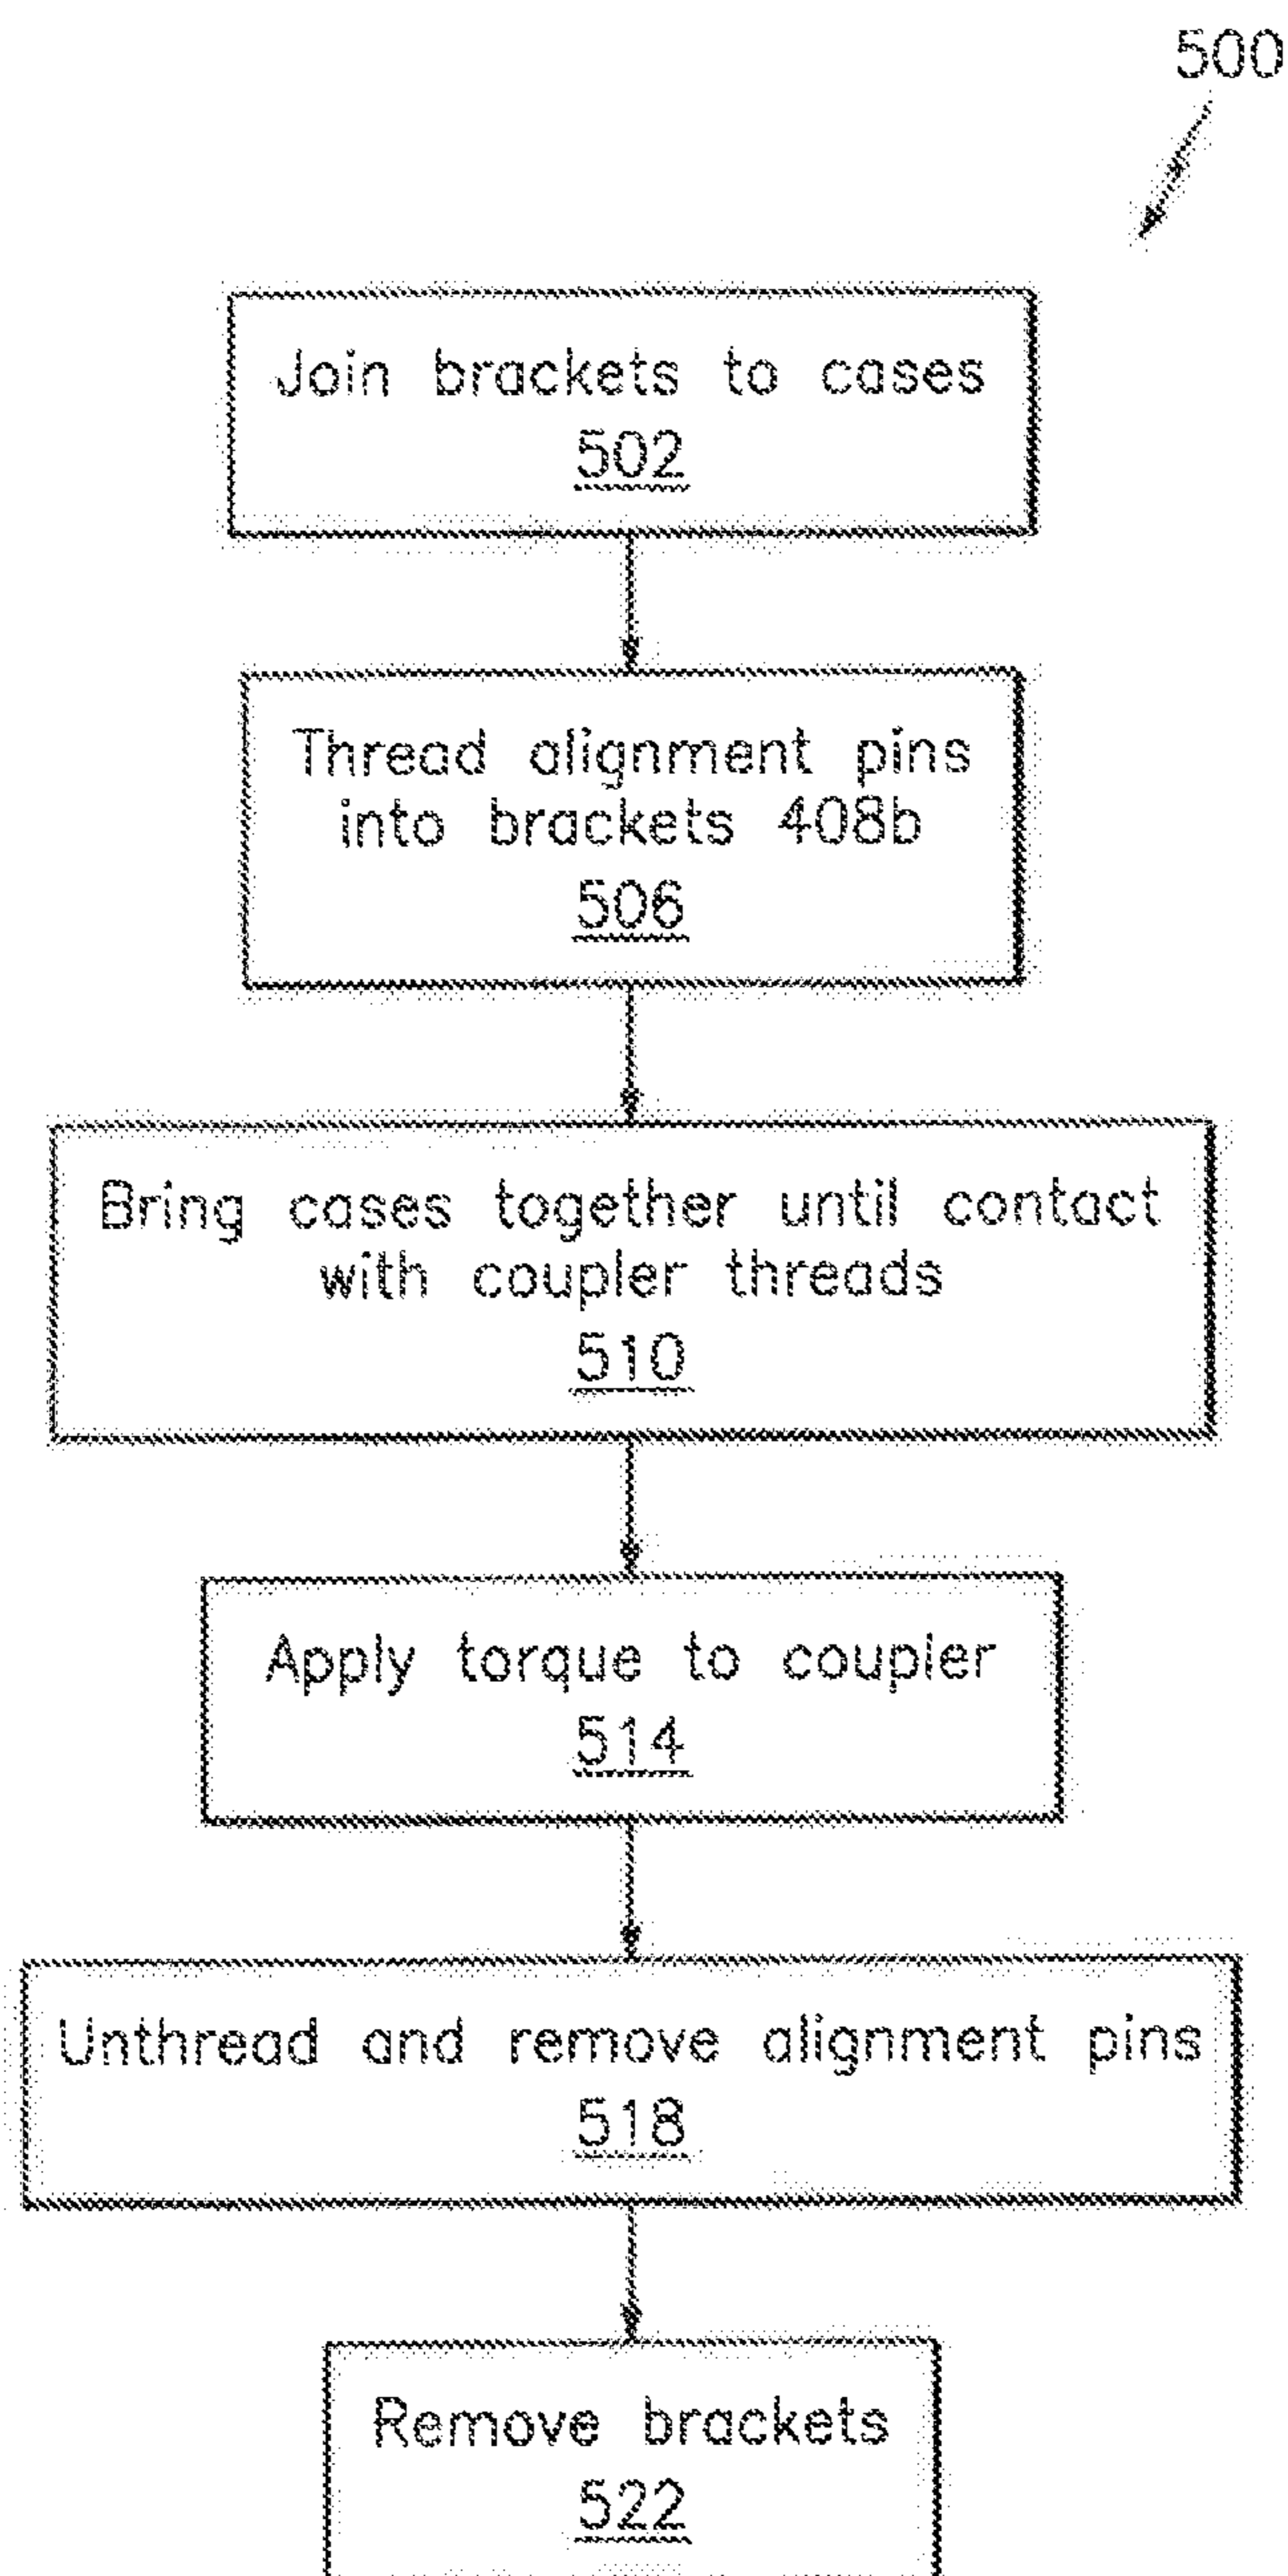 500
Join brackets to cases
502
Thread alignment pins
into brackets 408b
506
Bring cases together until contact
with coupler threads
510
Apply torque to coupler
514
Unthread and remove alignment pins
518
Remove brackets
522